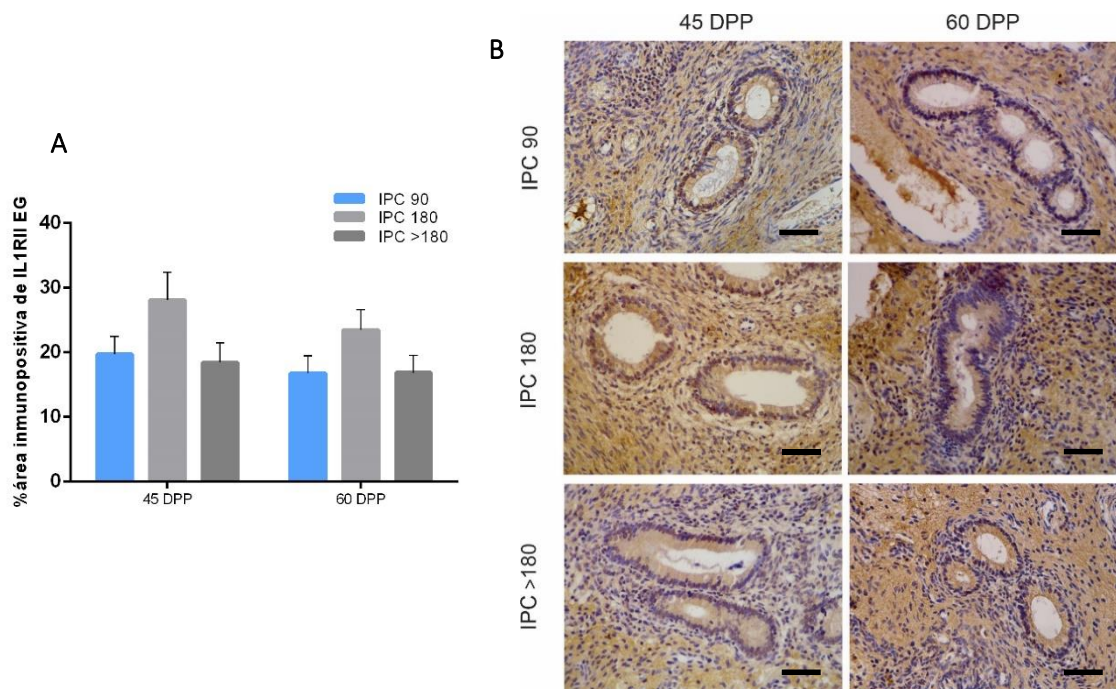 A
IPC 90
IPC 180
IPC >180
%área inmunopositiva de IL1RII EG
40
30
20
10
0
45 DPP
60 DPP
B
45 DPP
60 DPP
IPC 90
IPC 180
IPC >180